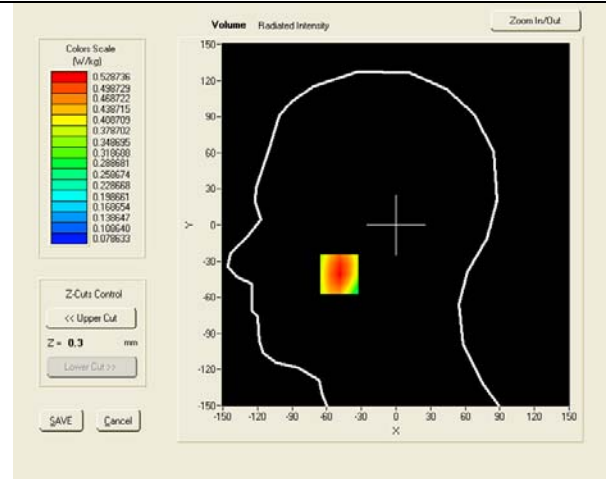 Volume Radiated Intensity
Zoom In/Out
Colors Scale
(W/kg)
0.528736
0.498729
0.468722
0.438715
0.408709
0.378702
0.348695
0.318688
0.288681
0.258674
0.228668
0.198661
0.168654
0.138647
0.108640
0.078633
Z-Cuts Control
<< Upper Cut
Z = 0.3 mm
Lower Cut >>
SAVE Cancel
150
120
90
60
30
0
-30
-60
-90
-120
-150
Y
-150 -120 -90 -60 -30 0 30 60 90 120 150
X